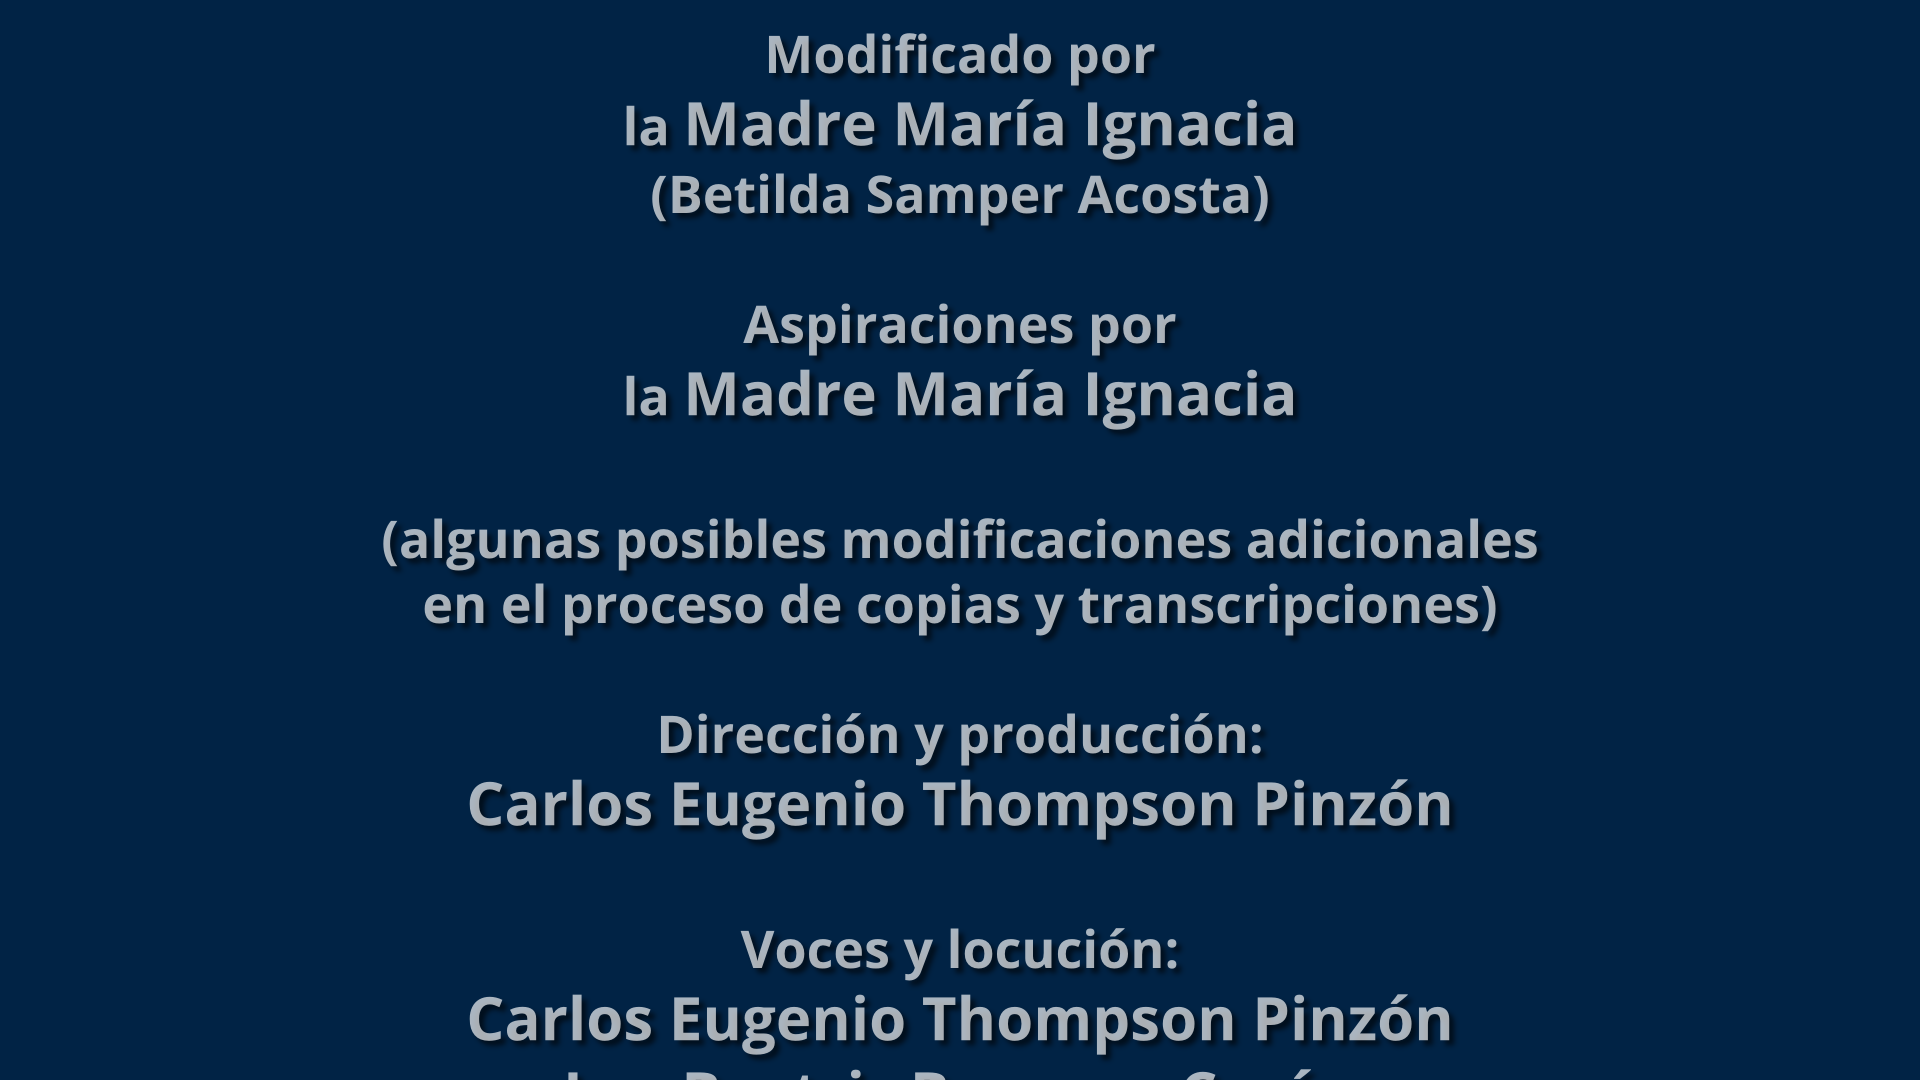 Modificado por
la Madre María Ignacia
(Betilda Samper Acosta)
Aspiraciones por
la Madre María Ignacia
(algunas posibles modificaciones adicionales
en el proceso de copias y transcripciones)
Dirección y producción:
Carlos Eugenio Thompson Pinzón
Voces y locución:
Carlos Eugenio Thompson Pinzón